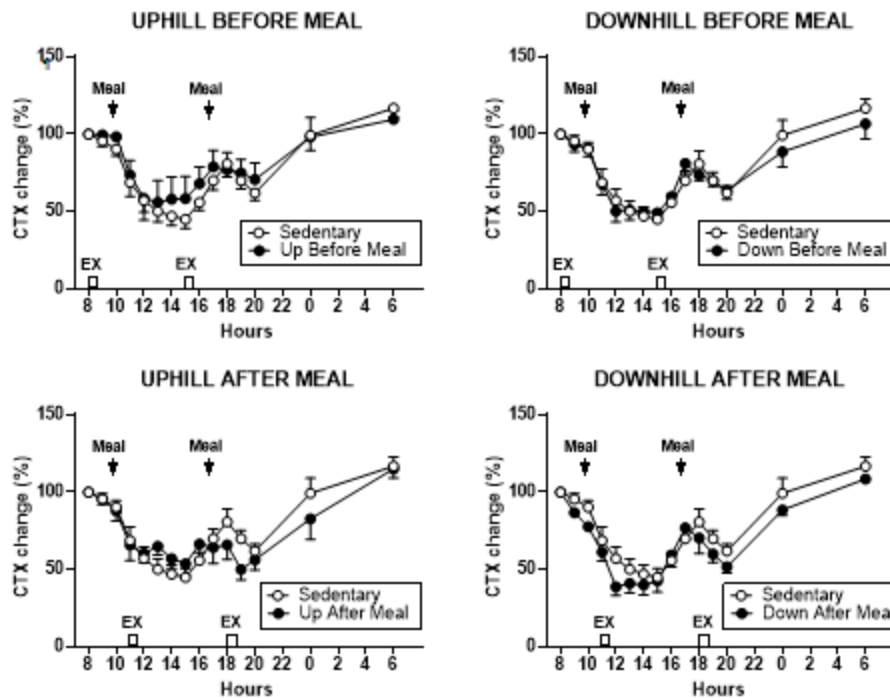 UPHILL BEFORE MEAL
150
Meal Meal
100
CTX change (%)
50
Sedentary
Up Before Meal
EX EX
0
8 10 12 14 16 18 20 22 0 2 4 6
Hours
DOWNHILL BEFORE MEAL
150
Meal Meal
100
CTX change (%)
50
Sedentary
Down Before Meal
EX EX
0
8 10 12 14 16 18 20 22 0 2 4 6
Hours
UPHILL AFTER MEAL
150
Meal Meal
100
CTX change (%)
50
Sedentary
Up After Meal
EX EX
0
8 10 12 14 16 18 20 22 0 2 4 6
Hours
DOWNHILL AFTER MEAL
150
Meal Meal
100
CTX change (%)
50
Sedentary
Down After Mea
EX EX
0
8 10 12 14 16 18 20 22 0 2 4 6
Hours